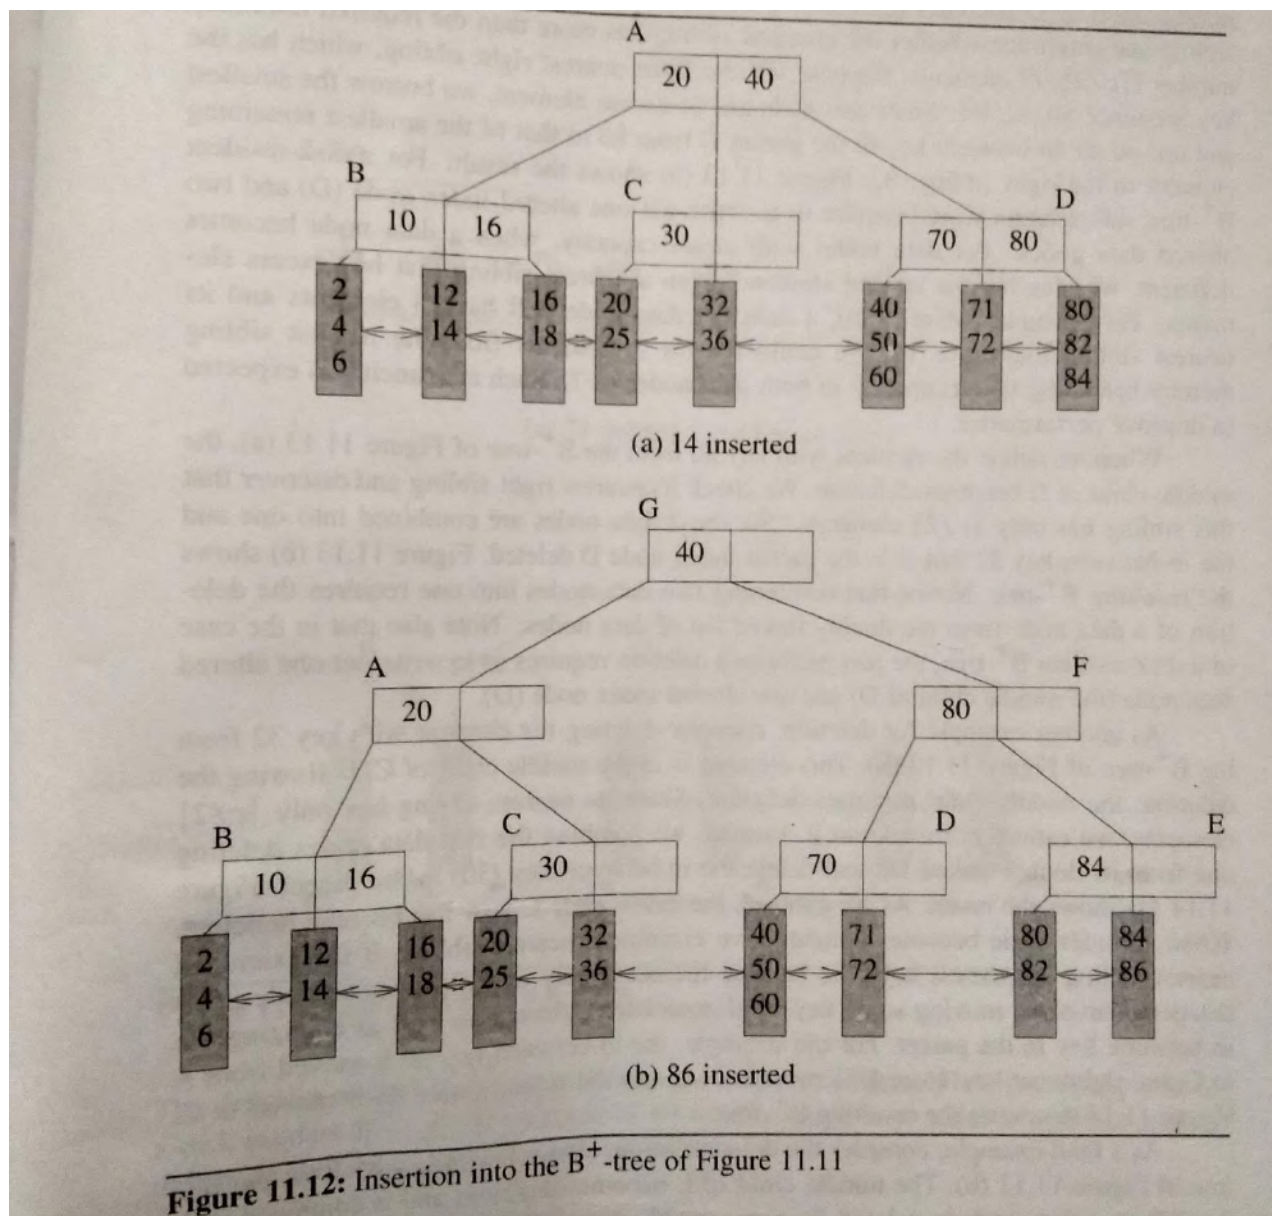 A
20 40
B C D
10 16 30 70 80
2 12 16 20 32 40 71 80
4 14 18 25 36 50 72 82
6 60 84
(a) 14 inserted
G
40
A F
20 80
B C D E
10 16 30 70 84
2 12 16 20 32 40 71 80 84
4 14 18 25 36 50 72 82 86
6 60
(b) 86 inserted
Figure 11.12: Insertion into the B+-tree of Figure 11.11